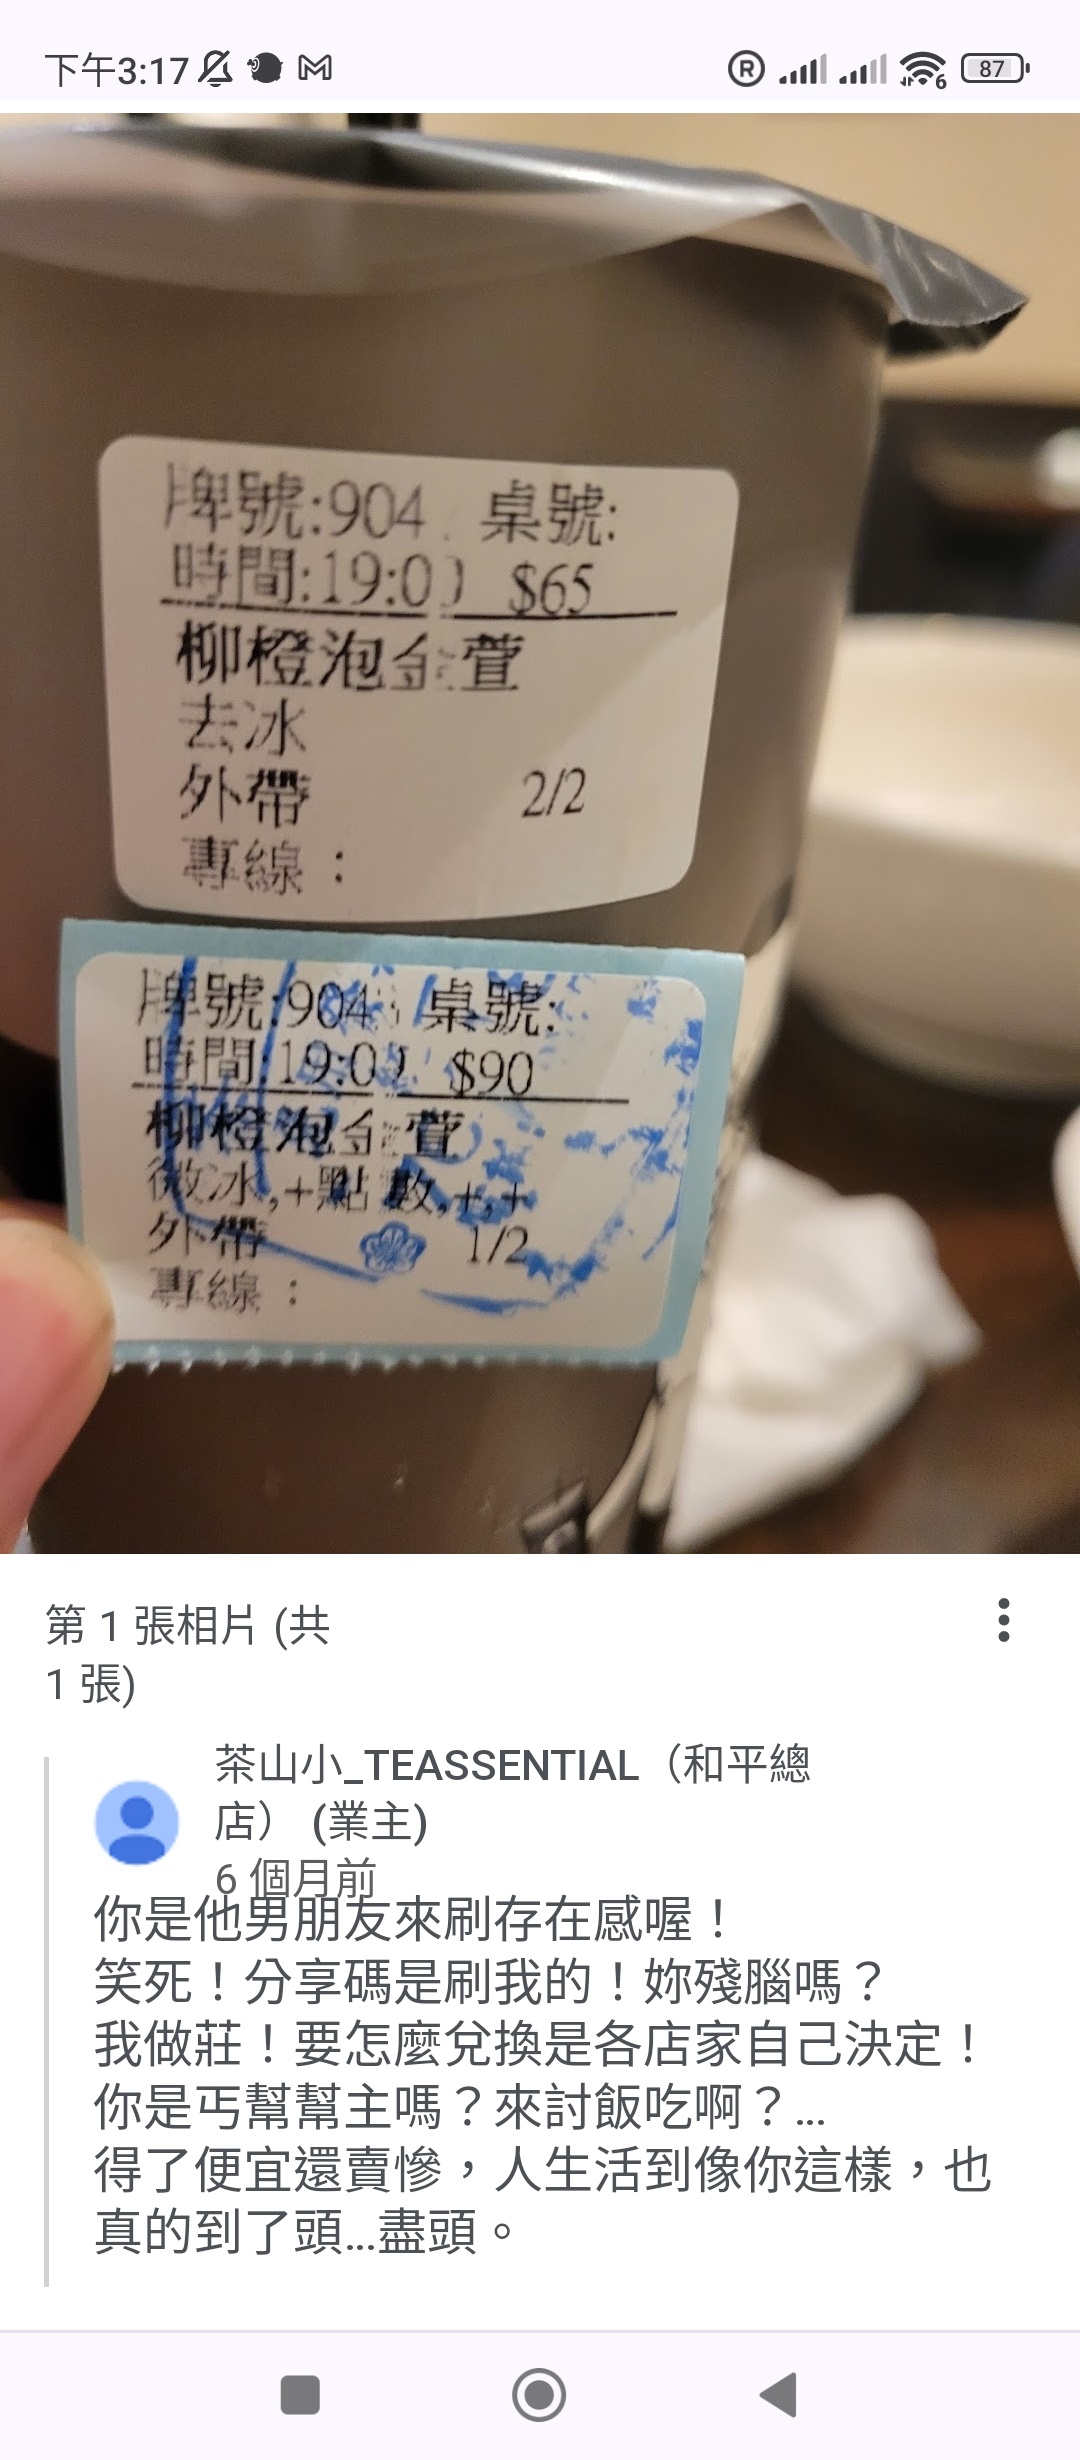 下午3:17
87
牌號:904 桌號:
時間:19:00 $65
柳橙泡金萱
去冰
外帶 2/2
專線：
牌號:904 桌號:
時間:19:00 $90
柳橙泡金萱
微冰,+點數,+,+
外帶 1/2
專線：
第 1 張相片 (共
1 張)
茶山小_TEASSENTIAL（和平總
店） (業主)
6 個月前
你是他男朋友來刷存在感喔！
笑死！分享碼是刷我的！妳殘腦嗎？
我做莊！要怎麼兌換是各店家自己決定！
你是丐幫幫主嗎？來討飯吃啊？...
得了便宜還賣慘，人生活到像你這樣，也
真的到了頭...盡頭。